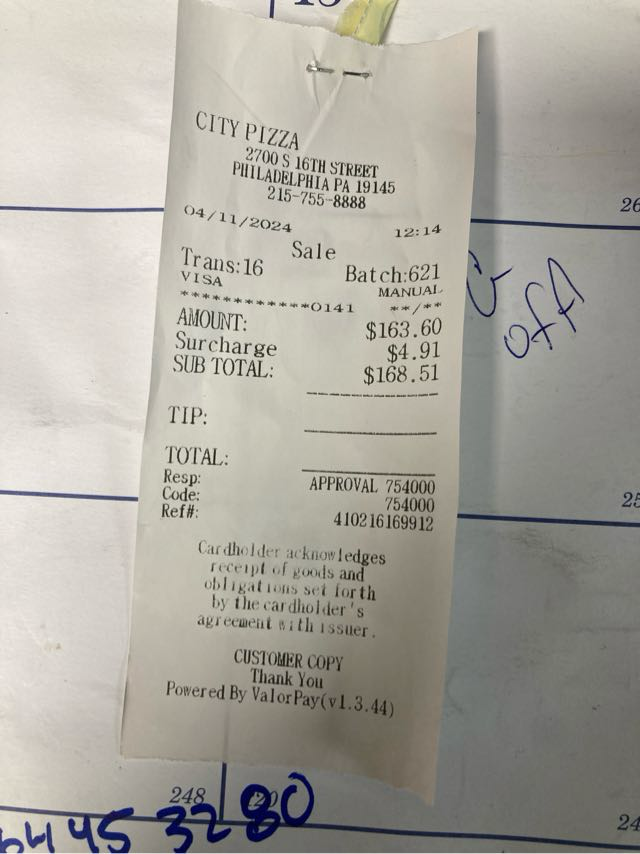 CITY PIZZA
2700 S 16TH STREET
PHILADELPHIA PA 19145
215-755-8888
04/11/2024 12:14
Sale
Trans:16 Batch:621
VISA MANUAL
************0141 **/**
AMOUNT: $163.60
Surcharge $4.91
SUB TOTAL: $168.51
TIP:
TOTAL:
Resp: APPROVAL 754000
Code: 754000
Ref#: 410216169912
Cardholder acknowledges
receipt of goods and
obligations set forth
by the cardholder's
agreement with issuer.
CUSTOMER COPY
Thank You
Powered By ValorPay(v1.3.44)
off
248
3280